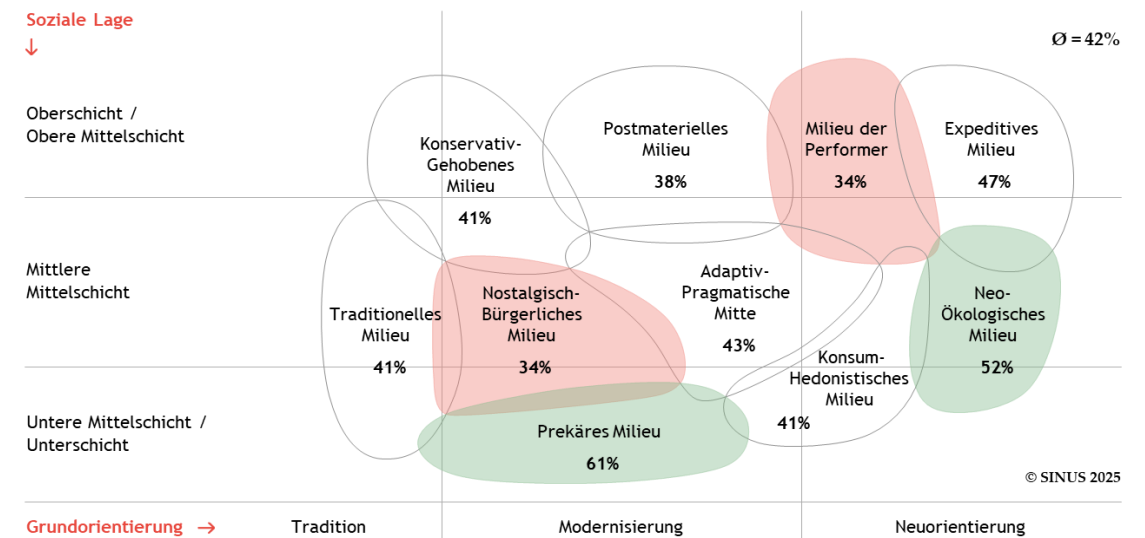 Soziale Lage
↓
Ø = 42%
Oberschicht /
Obere Mittelschicht
Konservativ-
Gehobenes
Milieu
41%
Postmaterielles
Milieu
38%
Milieu der
Performer
34%
Expeditives
Milieu
47%
Mittlere
Mittelschicht
Traditionelles
Milieu
41%
Nostalgisch-
Bürgerliches
Milieu
34%
Adaptiv-
Pragmatische
Mitte
43%
Konsum-
Hedonistisches
Milieu
41%
Neo-
Ökologisches
Milieu
52%
Untere Mittelschicht /
Unterschicht
Prekäres Milieu
61%
© SINUS 2025
Grundorientierung →
Tradition
Modernisierung
Neuorientierung